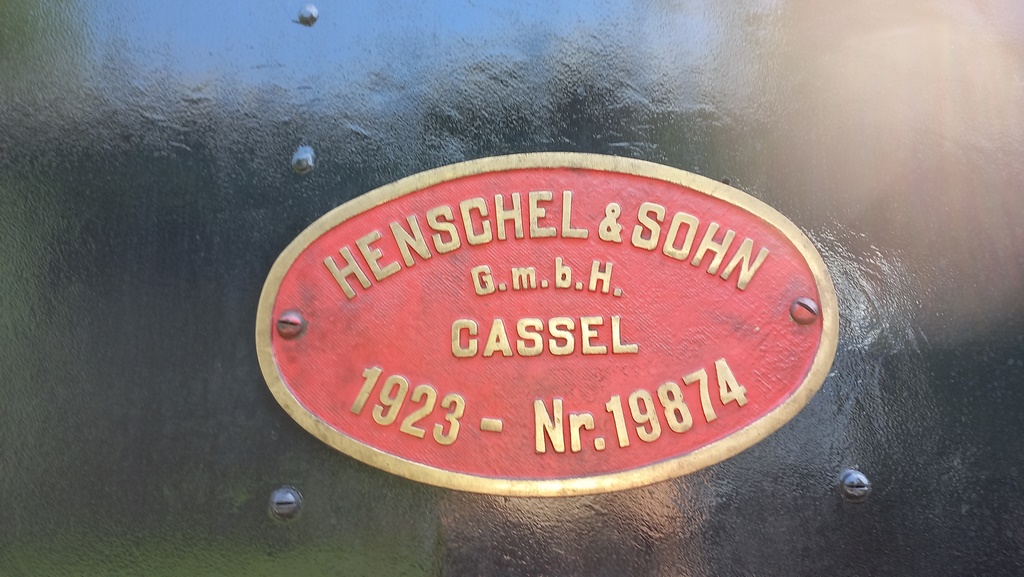 HENSCHEL & SOHN
G.m.b.H.
CASSEL
1923 - Nr. 19874